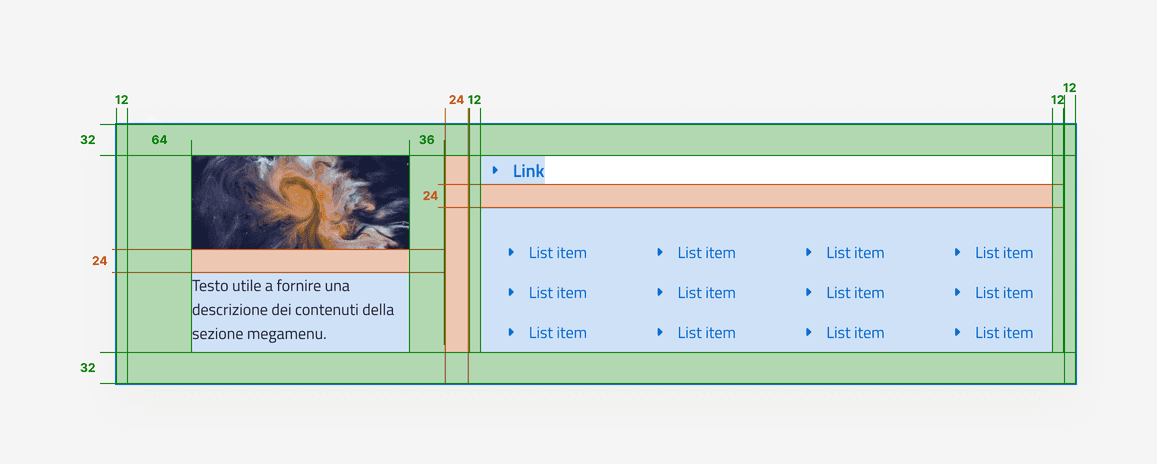 12
24 12
12
12
32
64
36
Link
24
24
Testo utile a fornire una
descrizione dei contenuti della
sezione megamenu.
List item List item List item List item
List item List item List item List item
List item List item List item List item
32